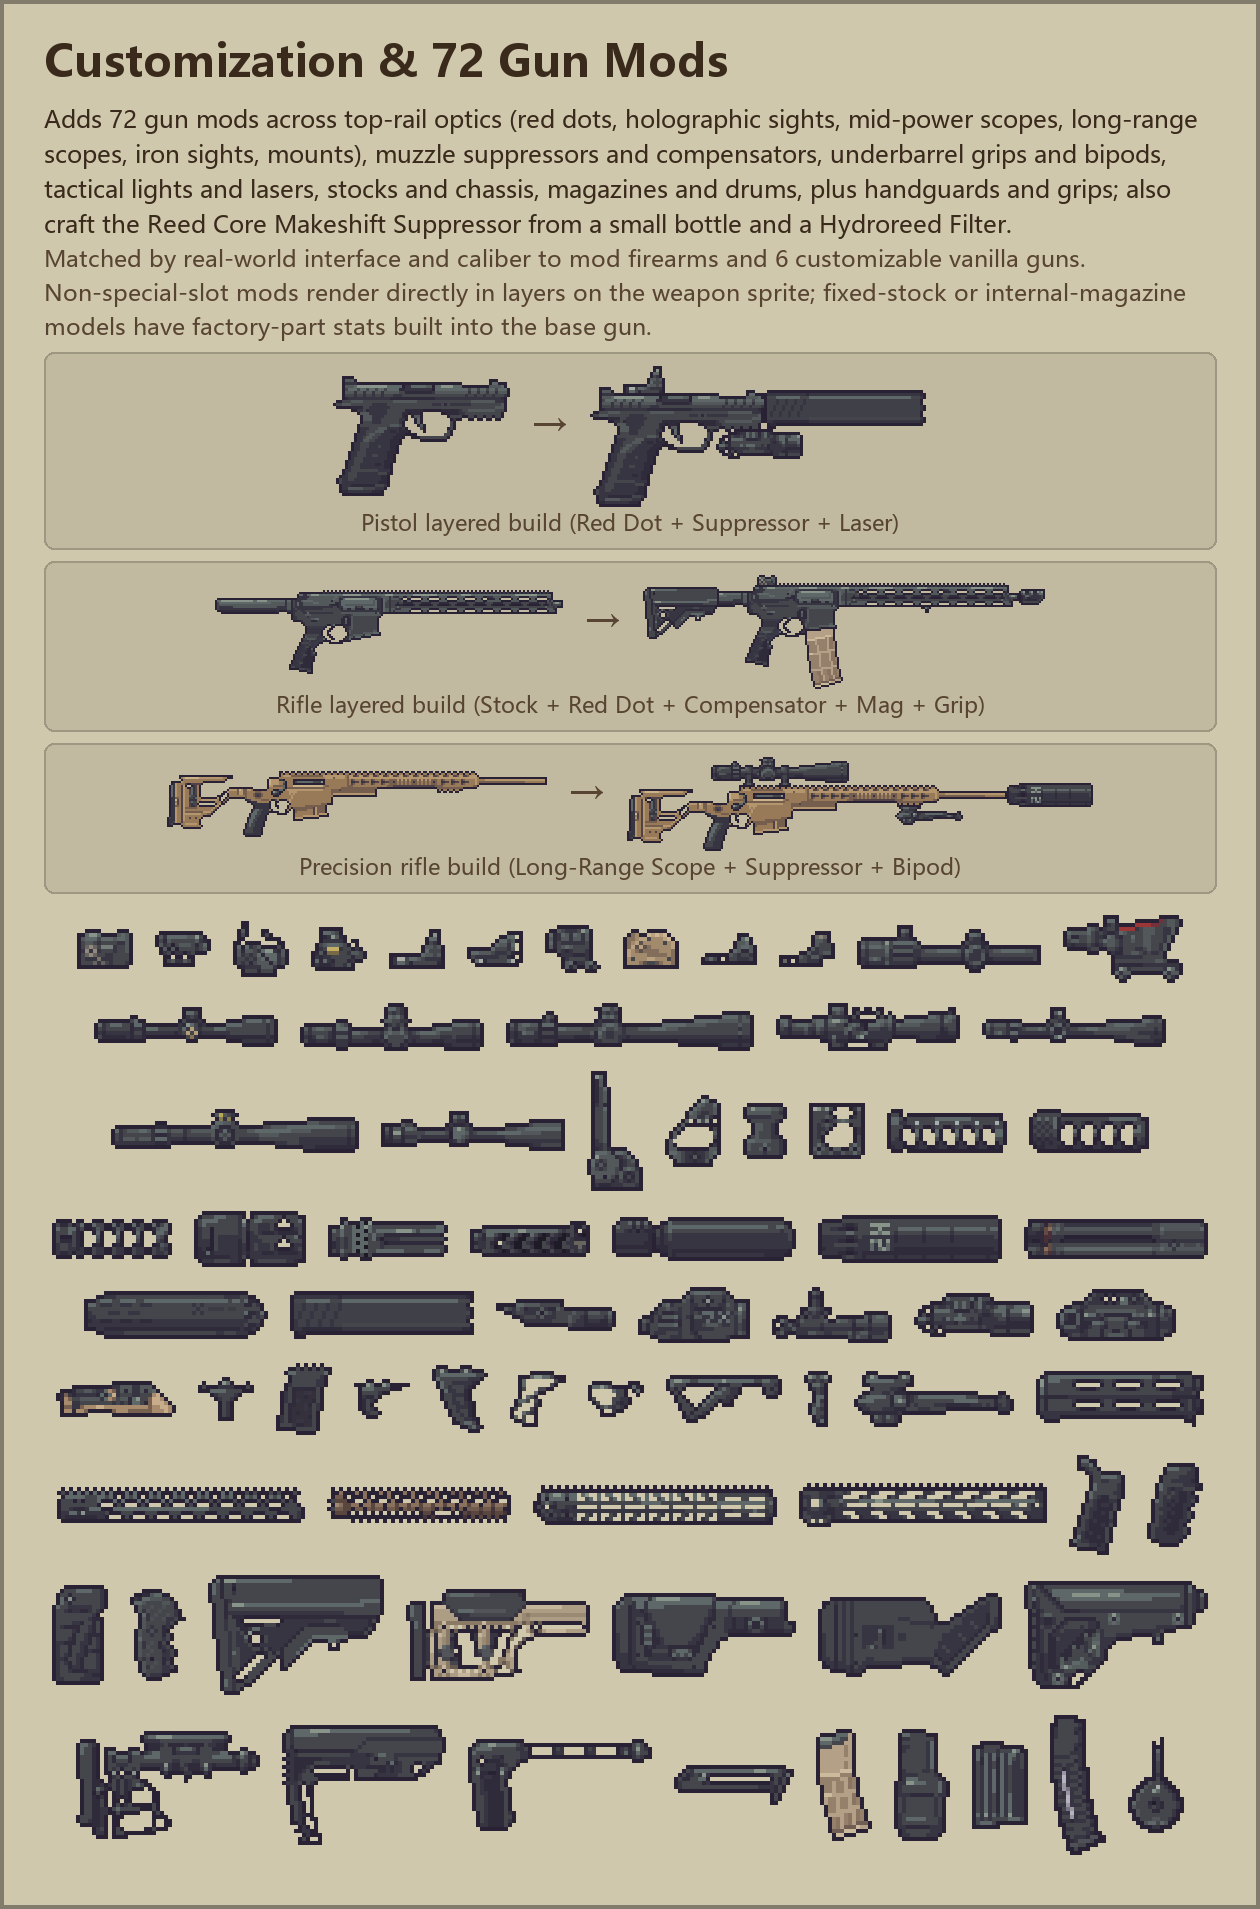 Customization & 72 Gun Mods
Adds 72 gun mods across top-rail optics (red dots, holographic sights, mid-power scopes, long-range
scopes, iron sights, mounts), muzzle suppressors and compensators, underbarrel grips and bipods,
tactical lights and lasers, stocks and chassis, magazines and drums, plus handguards and grips; also
craft the Reed Core Makeshift Suppressor from a small bottle and a Hydroreed Filter.
Matched by real-world interface and caliber to mod firearms and 6 customizable vanilla guns.
Non-special-slot mods render directly in layers on the weapon sprite; fixed-stock or internal-magazine
models have factory-part stats built into the base gun.
→
Pistol layered build (Red Dot + Suppressor + Laser)
→
Rifle layered build (Stock + Red Dot + Compensator + Mag + Grip)
→
Precision rifle build (Long-Range Scope + Suppressor + Bipod)